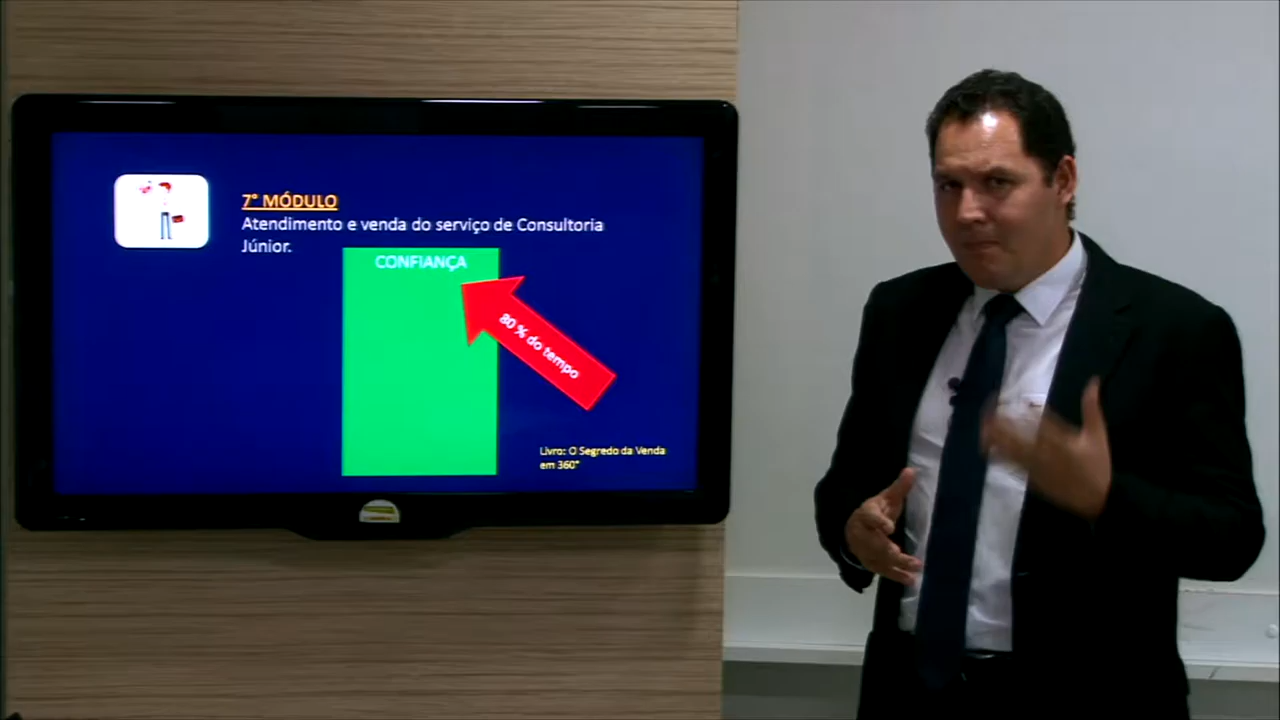 7° MÓDULO
Atendimento e venda do serviço de Consultoria
Júnior.
CONFIANÇA
80 % do tempo
Livro: O Segredo da Venda
em 360°